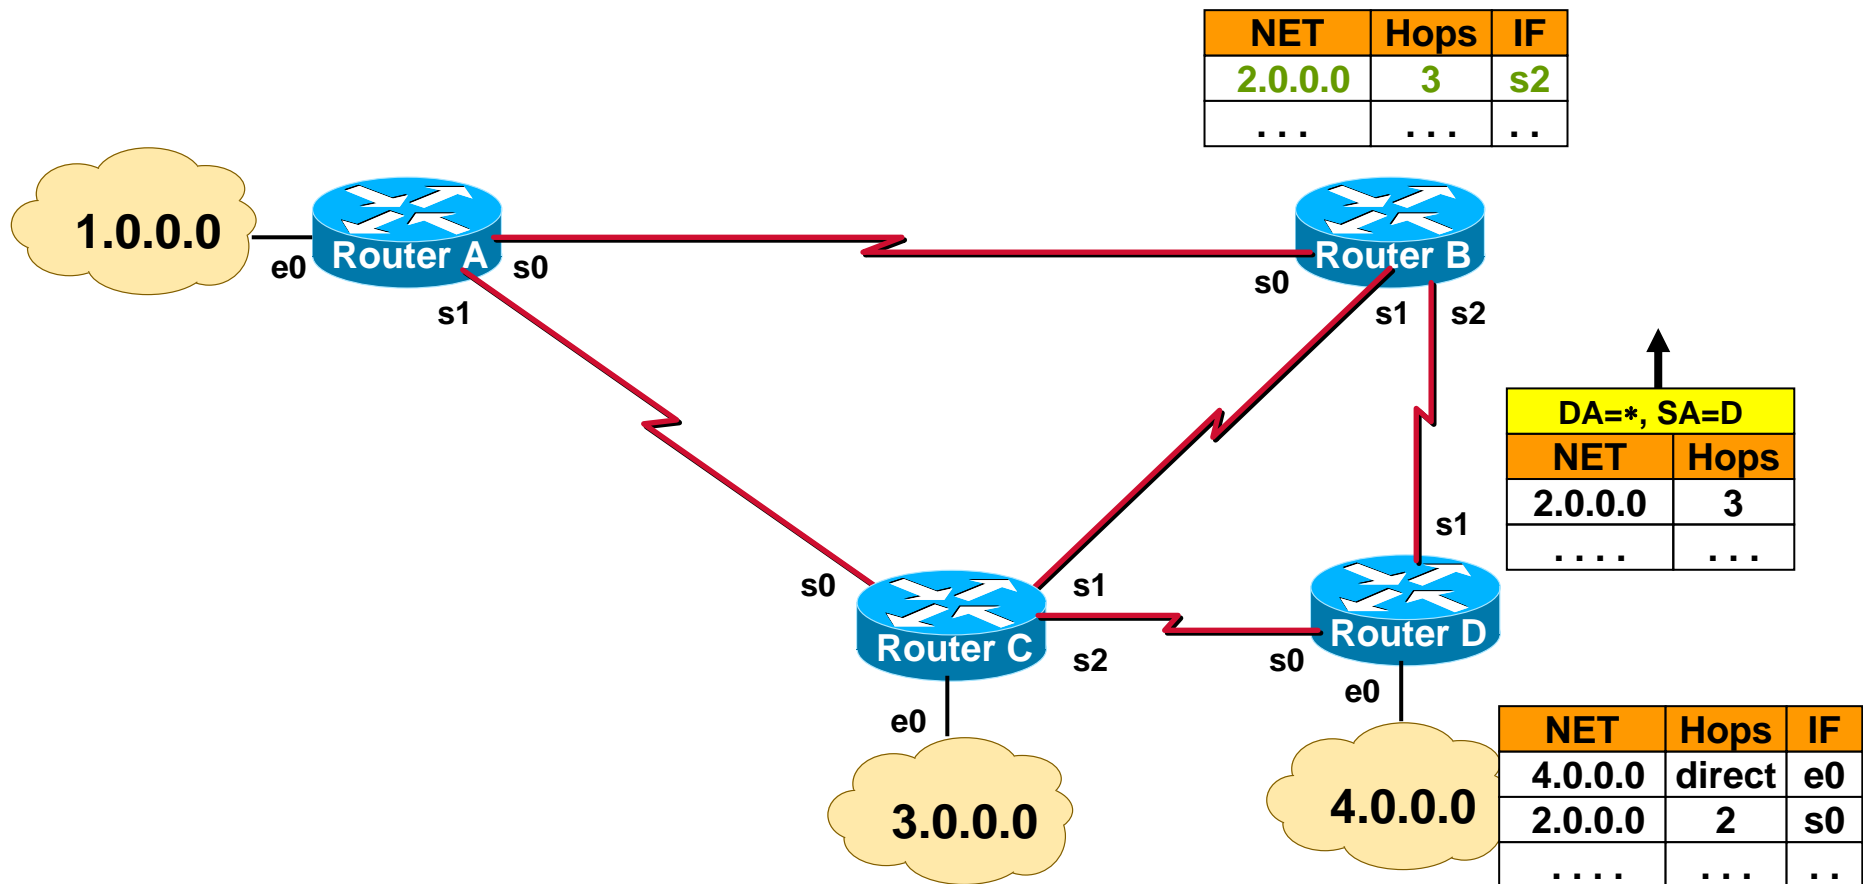 NET Hops IF
2.0.0.0 3 s2
. . . . . . . .
1.0.0.0
e0
Router A
s0
s1
Router B
s0
s1
s2
DA=*, SA=D
NET Hops
2.0.0.0 3
. . . . . . .
s1
s0
s1
Router C
s2
Router D
s0
e0
e0
3.0.0.0
4.0.0.0
NET Hops IF
4.0.0.0 direct e0
2.0.0.0 2 s0
. . . . . . . . .